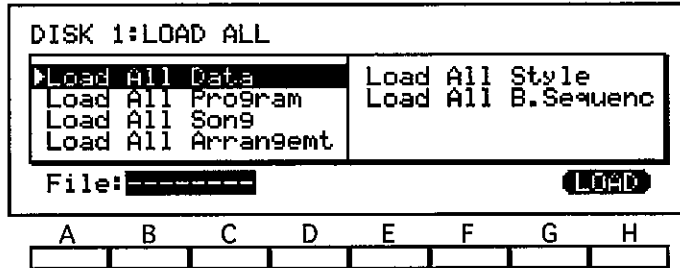 DISK 1:LOAD ALL
Load All Data
Load All Program
Load All Song
Load All Arrangemt
Load All Style
Load All B.Sequenc
File:--------
LOAD
A B C D E F G H